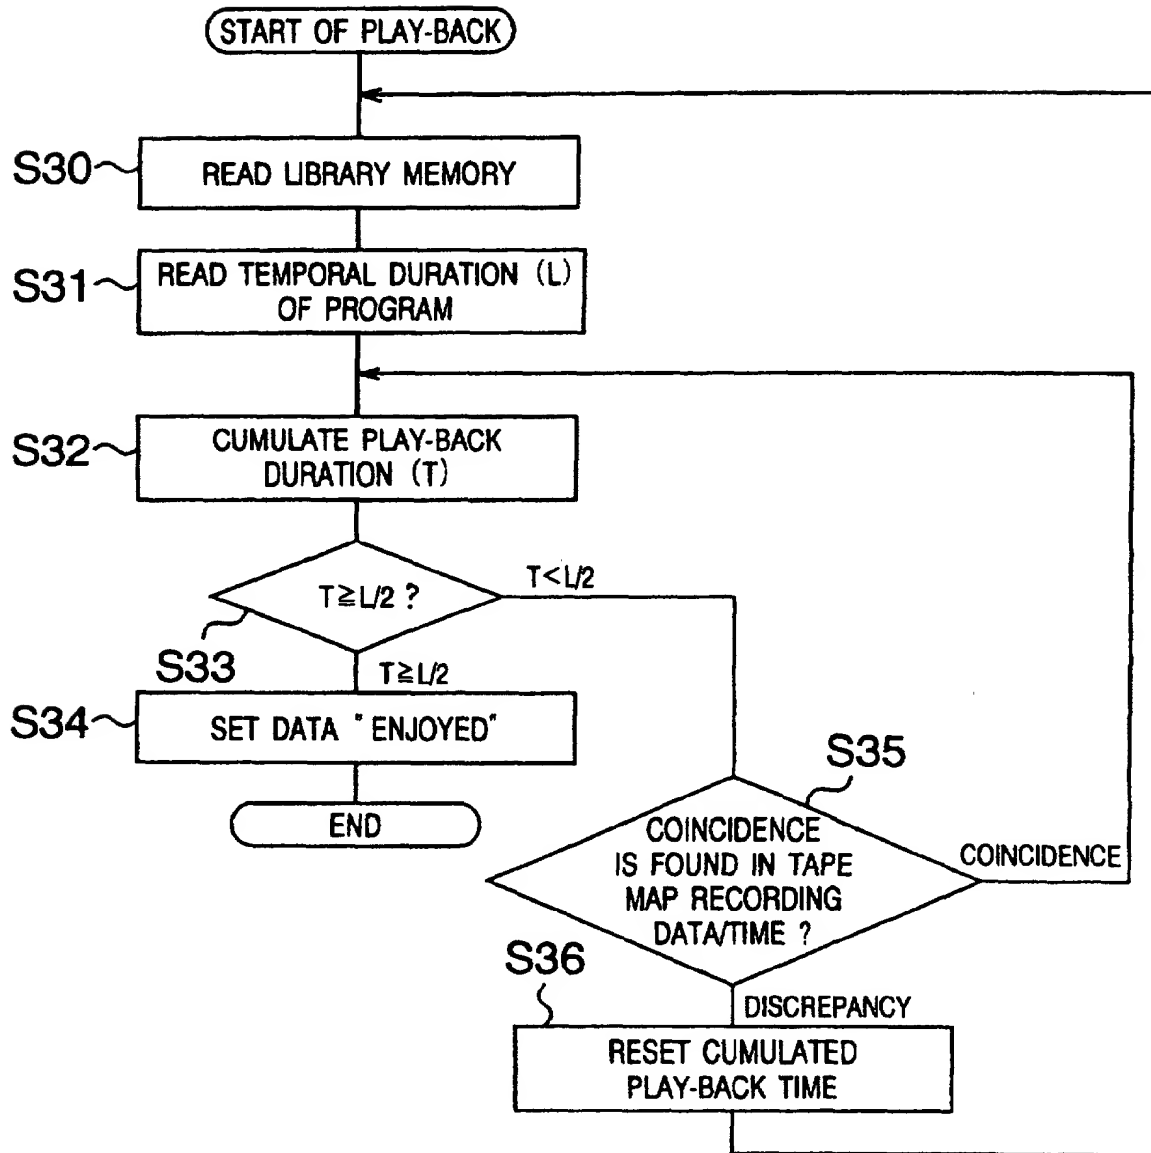 START OF PLAY-BACK
S30
READ LIBRARY MEMORY
S31
READ TEMPORAL DURATION (L)
OF PROGRAM
S32
CUMULATE PLAY-BACK
DURATION (T)
T≧L/2 ?
T<L/2
S33
T≧L/2
S34
SET DATA "ENJOYED"
END
S35
COINCIDENCE
IS FOUND IN TAPE
MAP RECORDING
DATA/TIME ?
COINCIDENCE
S36
DISCREPANCY
RESET CUMULATED
PLAY-BACK TIME